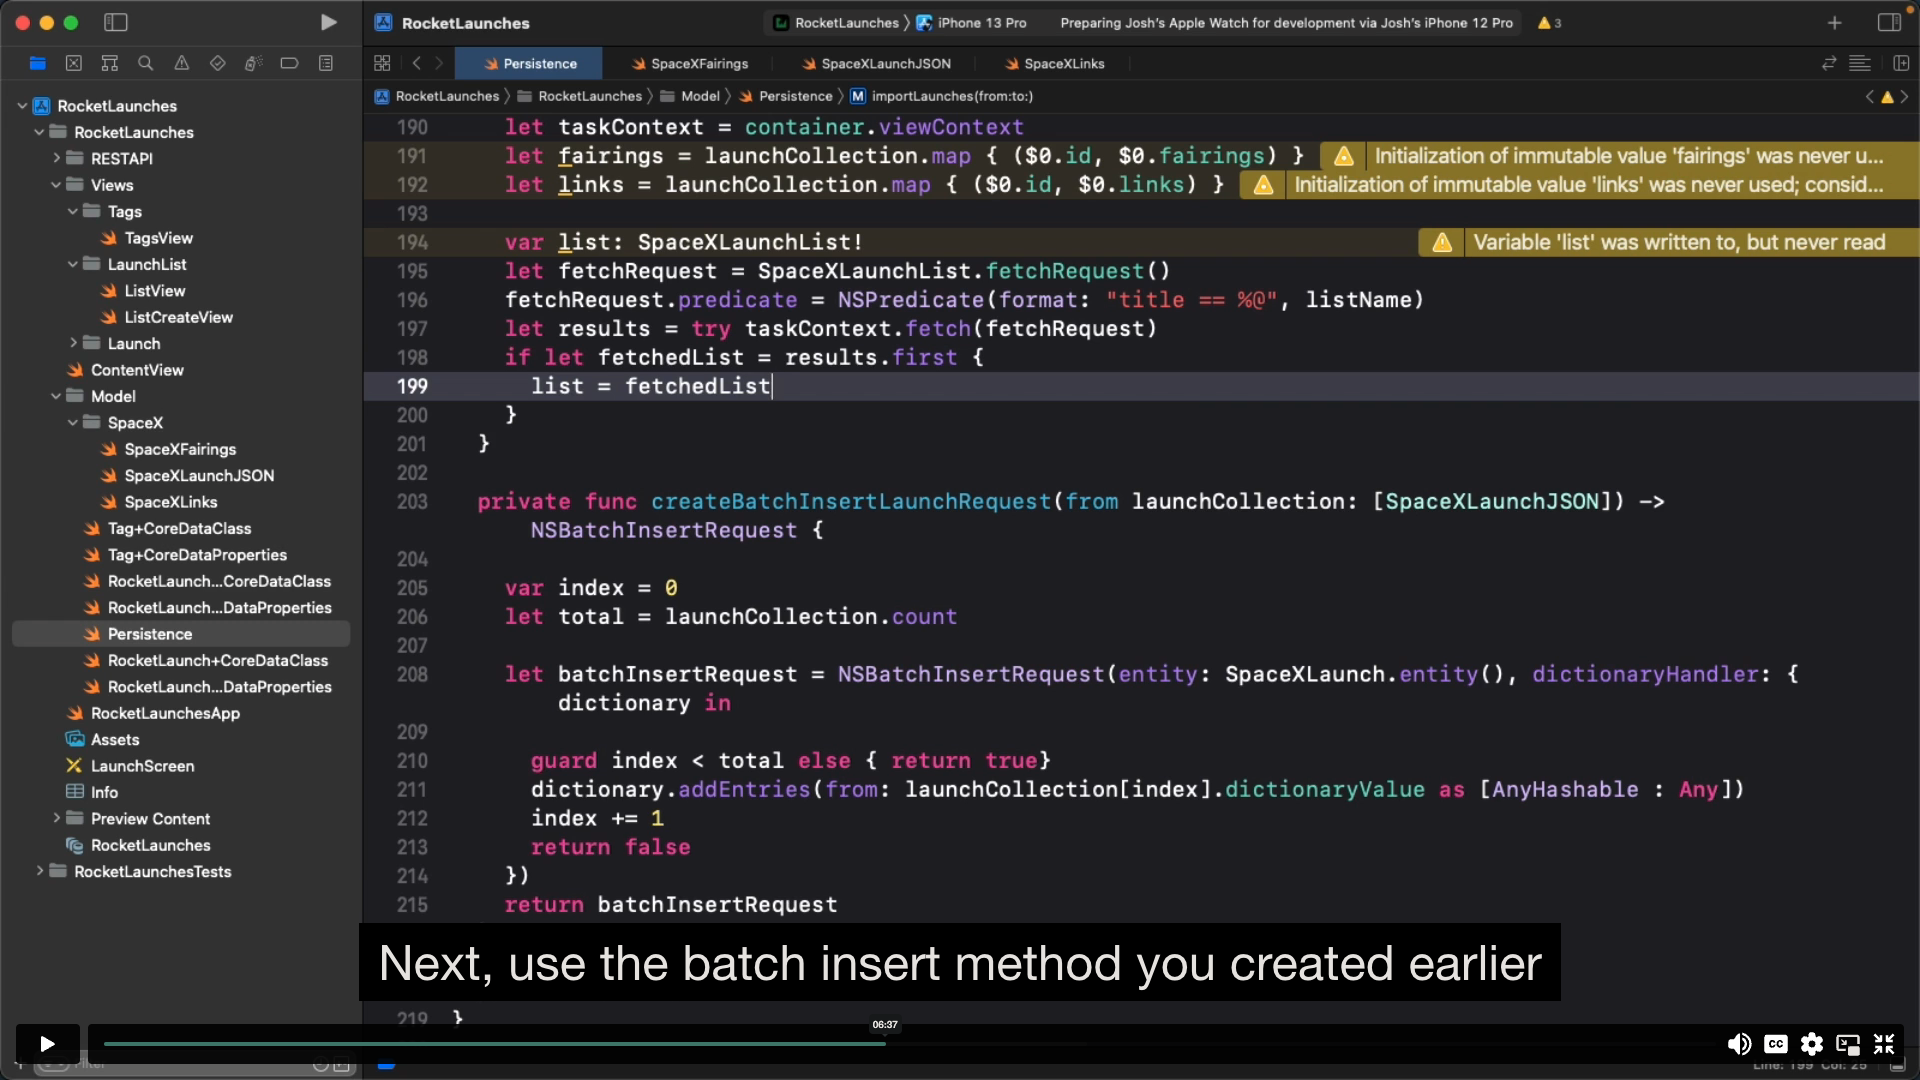 RocketLaunches
RocketLaunches 〉 iPhone 13 Pro
Preparing Josh's Apple Watch for development via Josh's iPhone 12 Pro
3
Persistence
SpaceXFairings
SpaceXLaunchJSON
SpaceXLinks
RocketLaunches 〉 RocketLaunches 〉 Model 〉 Persistence 〉 M importLaunches(from:to:)
RocketLaunches
RocketLaunches
RESTAPI
Views
Tags
TagsView
LaunchList
ListView
ListCreateView
Launch
ContentView
Model
SpaceX
SpaceXFairings
SpaceXLaunchJSON
SpaceXLinks
Tag+CoreDataClass
Tag+CoreDataProperties
RocketLaunch...CoreDataClass
RocketLaunch...DataProperties
Persistence
RocketLaunch+CoreDataClass
RocketLaunch...DataProperties
RocketLaunchesApp
Assets
LaunchScreen
Info
Preview Content
RocketLaunches
RocketLaunchesTests
190 let taskContext = container.viewContext
191 let fairings = launchCollection.map { ($0.id, $0.fairings) } Initialization of immutable value 'fairings' was never u...
192 let links = launchCollection.map { ($0.id, $0.links) } Initialization of immutable value 'links' was never used; consid...
193
194 var list: SpaceXLaunchList! Variable 'list' was written to, but never read
195 let fetchRequest = SpaceXLaunchList.fetchRequest()
196 fetchRequest.predicate = NSPredicate(format: "title == %@", listName)
197 let results = try taskContext.fetch(fetchRequest)
198 if let fetchedList = results.first {
199 list = fetchedList
200 }
201 }
202
203 private func createBatchInsertLaunchRequest(from launchCollection: [SpaceXLaunchJSON]) ->
NSBatchInsertRequest {
204
205 var index = 0
206 let total = launchCollection.count
207
208 let batchInsertRequest = NSBatchInsertRequest(entity: SpaceXLaunch.entity(), dictionaryHandler: {
dictionary in
209
210 guard index < total else { return true}
211 dictionary.addEntries(from: launchCollection[index].dictionaryValue as [AnyHashable : Any])
212 index += 1
213 return false
214 })
215 return batchInsertRequest
Next, use the batch insert method you created earlier
219 }
06:37
CC
Filter
Line: 199 Col: 25